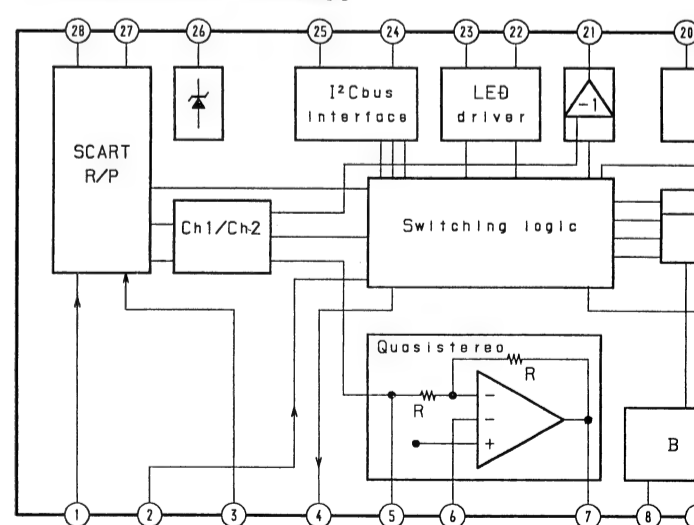 28 27 26 25 24 23 22 21 20
I²Cbus
interface
LED
driver
-1
SCART
R/P
Ch1/Ch2
Switching logic
Quasistereo
R
R
B
1 2 3 4 5 6 7 8